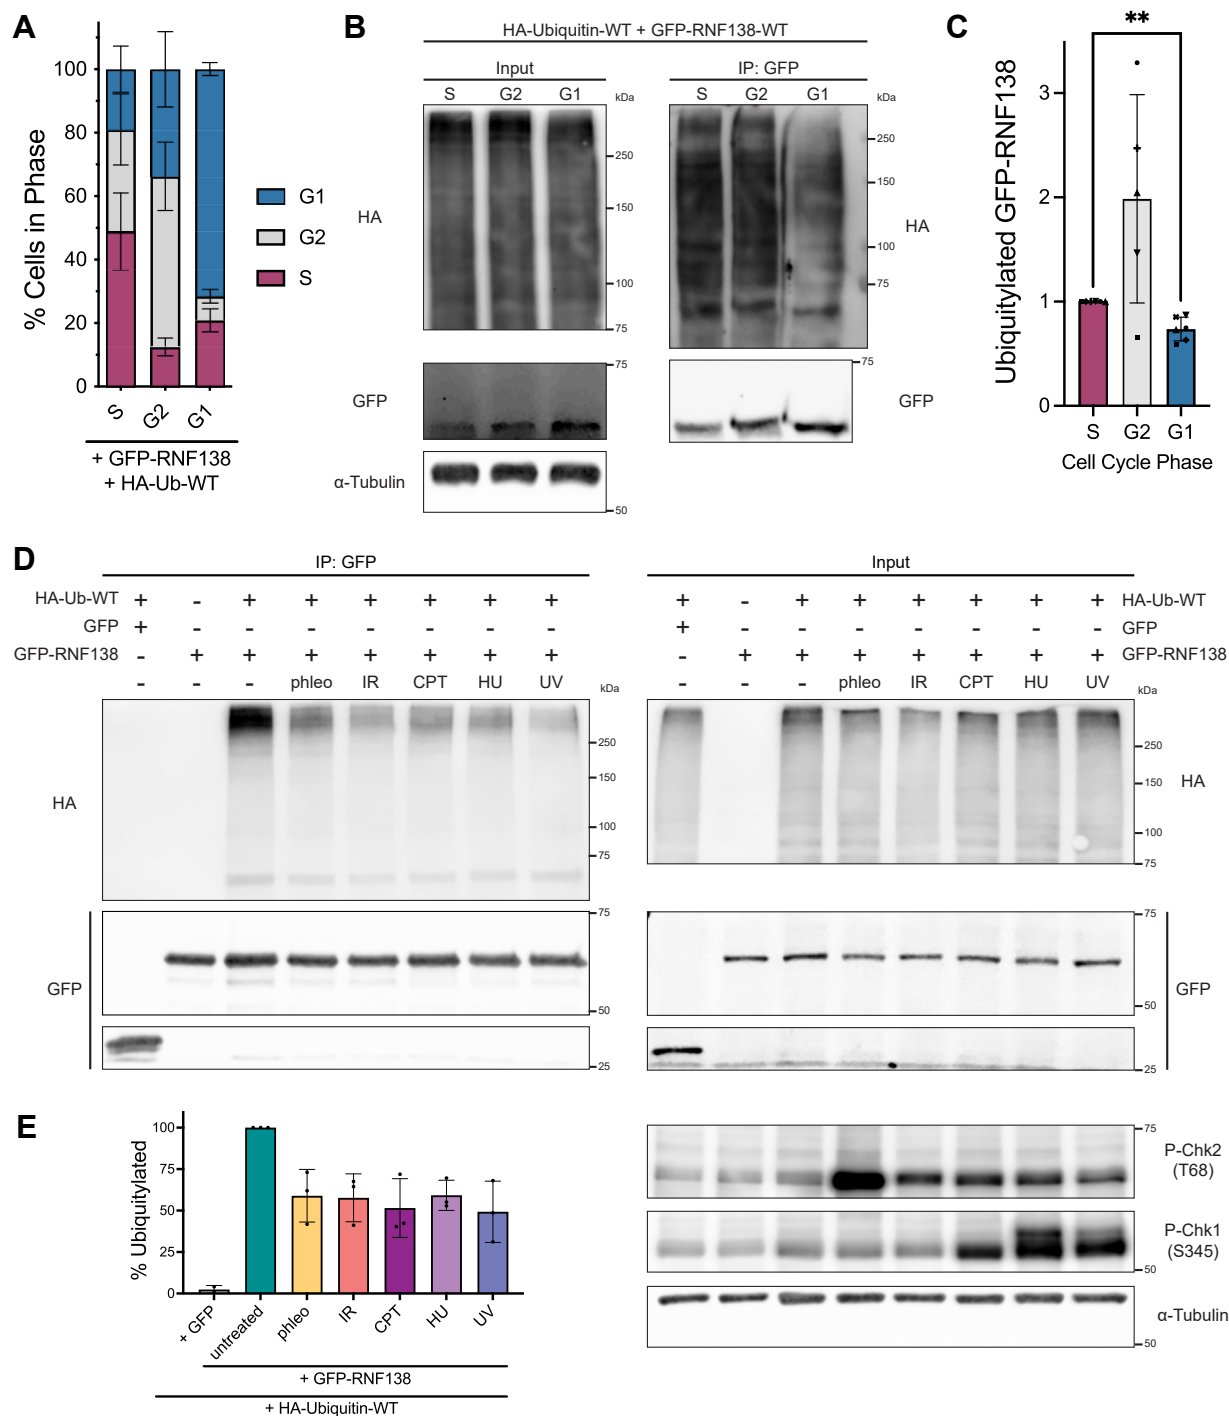 A
100
80
60
40
20
0
% Cells in Phase
S
G2
G1
+ GFP-RNF138
+ HA-Ub-WT
G1
G2
S
B
HA-Ubiquitin-WT + GFP-RNF138-WT
Input
IP: GFP
S G2 G1 kDa
S G2 G1 kDa
HA
250
150
100
75
250
150
100
75
HA
GFP
75
75
GFP
α-Tubulin
50
C
**
Ubiquitylated GFP-RNF138
3
2
1
0
S G2 G1
Cell Cycle Phase
D
IP: GFP
Input
HA-Ub-WT + - + + + + + +
+ - + + + + + + HA-Ub-WT
GFP + - - - - - - -
+ - - - - - - - GFP
GFP-RNF138 - + + + + + + +
- + + + + + + + GFP-RNF138
- - - phleo IR CPT HU UV kDa
- - - phleo IR CPT HU UV kDa
HA
250
150
100
75
250
150
100
75
HA
GFP
75
50
25
75
50
25
GFP
75
P-Chk2
(T68)
P-Chk1
(S345)
50
α-Tubulin
50
E
% Ubiquitylated
100
75
50
25
0
+ GFP
untreated
phleo
IR
CPT
HU
UV
+ GFP-RNF138
+ HA-Ubiquitin-WT